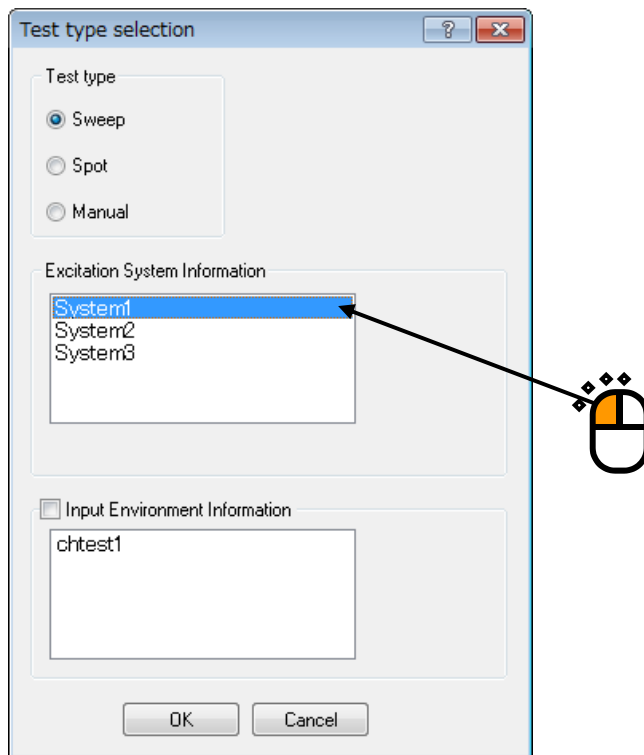 Test type selection
Test type
Sweep
Spot
Manual
Excitation System Information
System1
System2
System3
Input Environment Information
chtest1
OK
Cancel